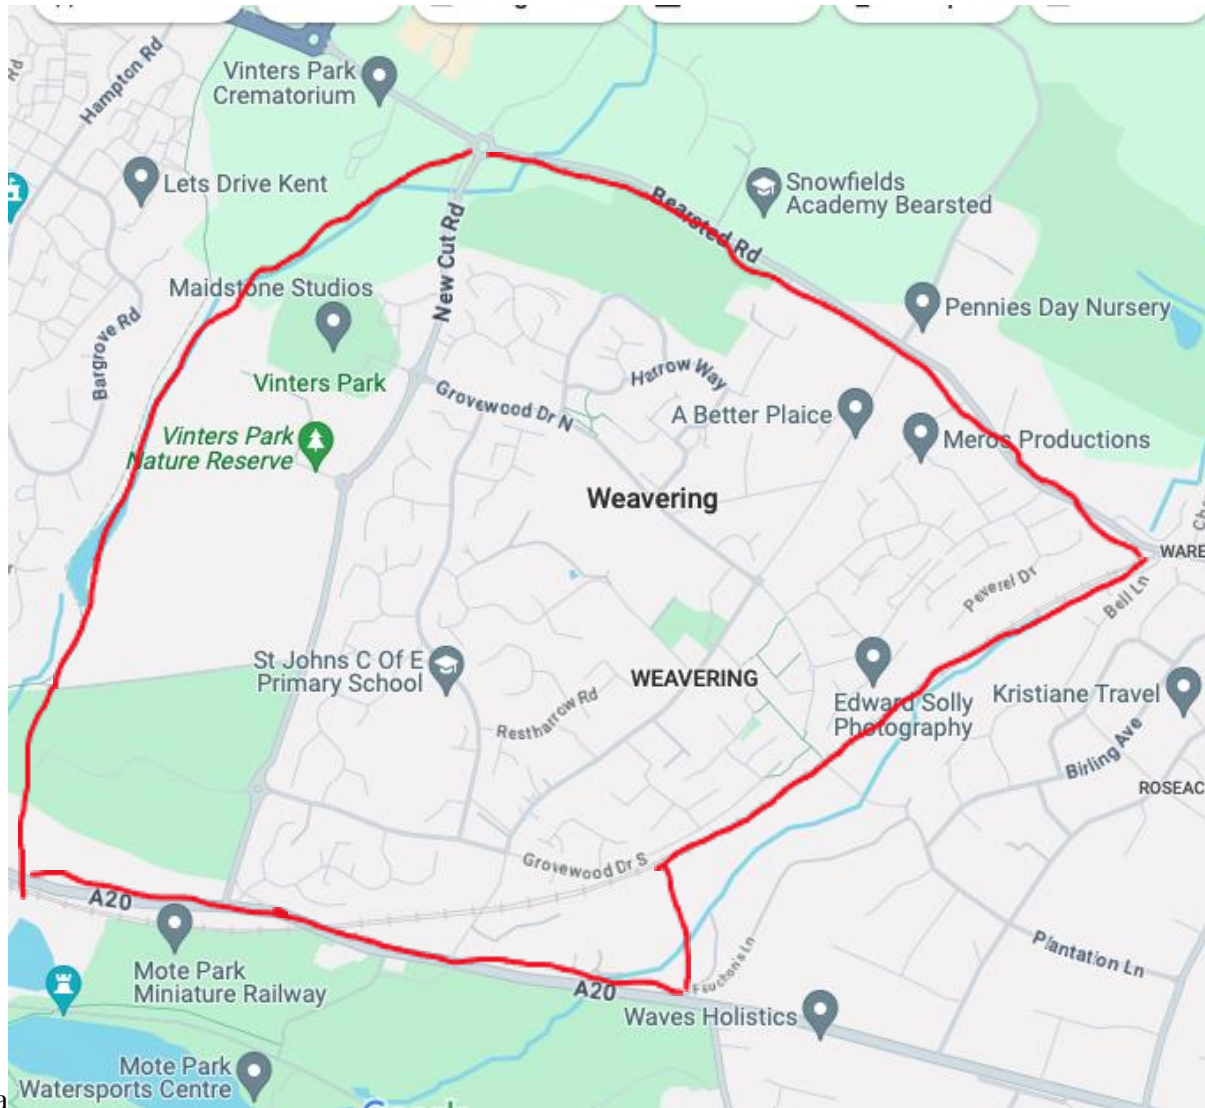 Rd
Hampton Rd
Vinters Park
Crematorium
Lets Drive Kent
Snowfields
Academy Bearsted
Bearsted Rd
New Cut Rd
Maidstone Studios
Pennies Day Nursery
Bargrove Rd
Vinters Park
Harrow Way
Grovewood Dr N
A Better Plaice
Vinters Park
Nature Reserve
Meros Productions
Weavering
WARE
Peverel Dr
Bell Ln
St Johns C Of E
Primary School
WEAVERING
Edward Solly
Photography
Kristiane Travel
Restharrow Rd
Birling Ave
ROSEAC
Grovewood Dr S
A20
Mote Park
Miniature Railway
Fauchon's Ln
Plantation Ln
A20
Waves Holistics
Mote Park
Watersports Centre
a